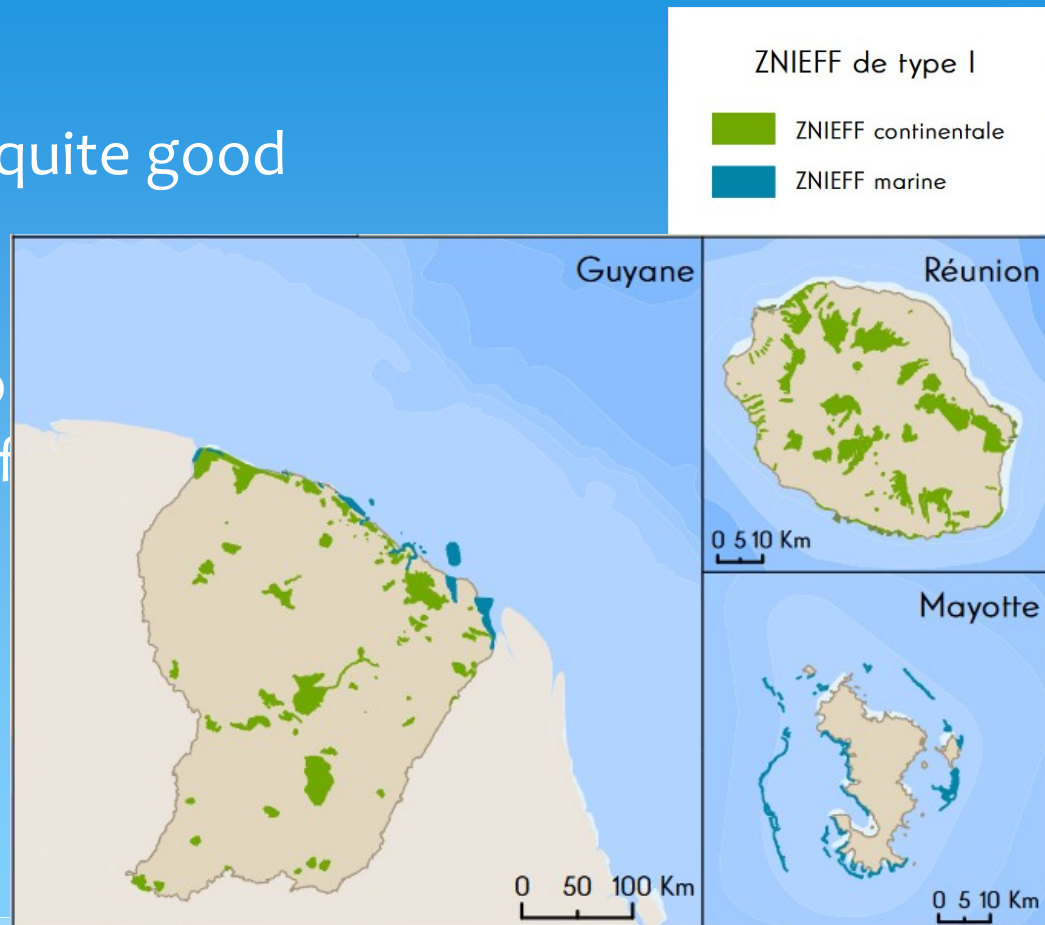 quite good
ZNIEFF de type I
ZNIEFF continentale
ZNIEFF marine
Guyane
Réunion
0 5 10 Km
Mayotte
0 50 100 Km
0 5 10 Km